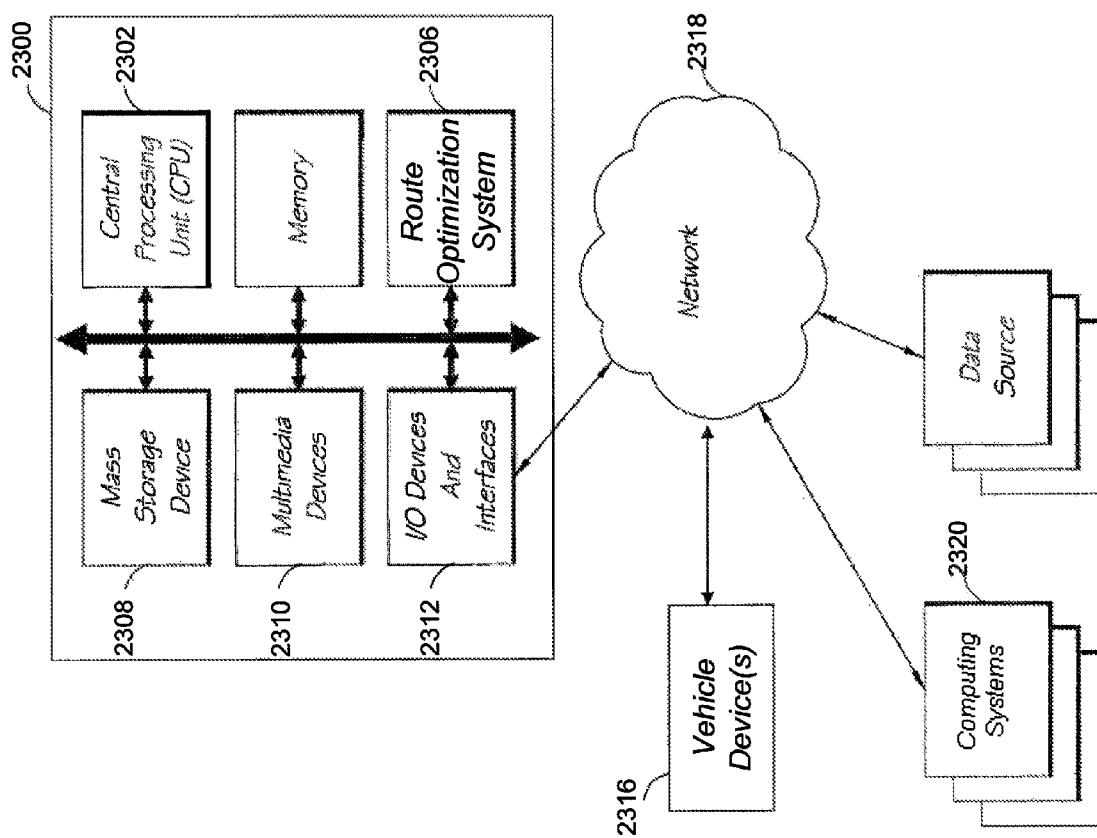 2300
2302
Central
Processing
Unit (CPU)
Memory
2306
Route
Optimization
System
2308
Mass
Storage
Device
2310
Multimedia
Devices
2312
I/O Devices
And
Interfaces
2318
Network
2316
Vehicle
Device(s)
2320
Computing
Systems
Data
Source